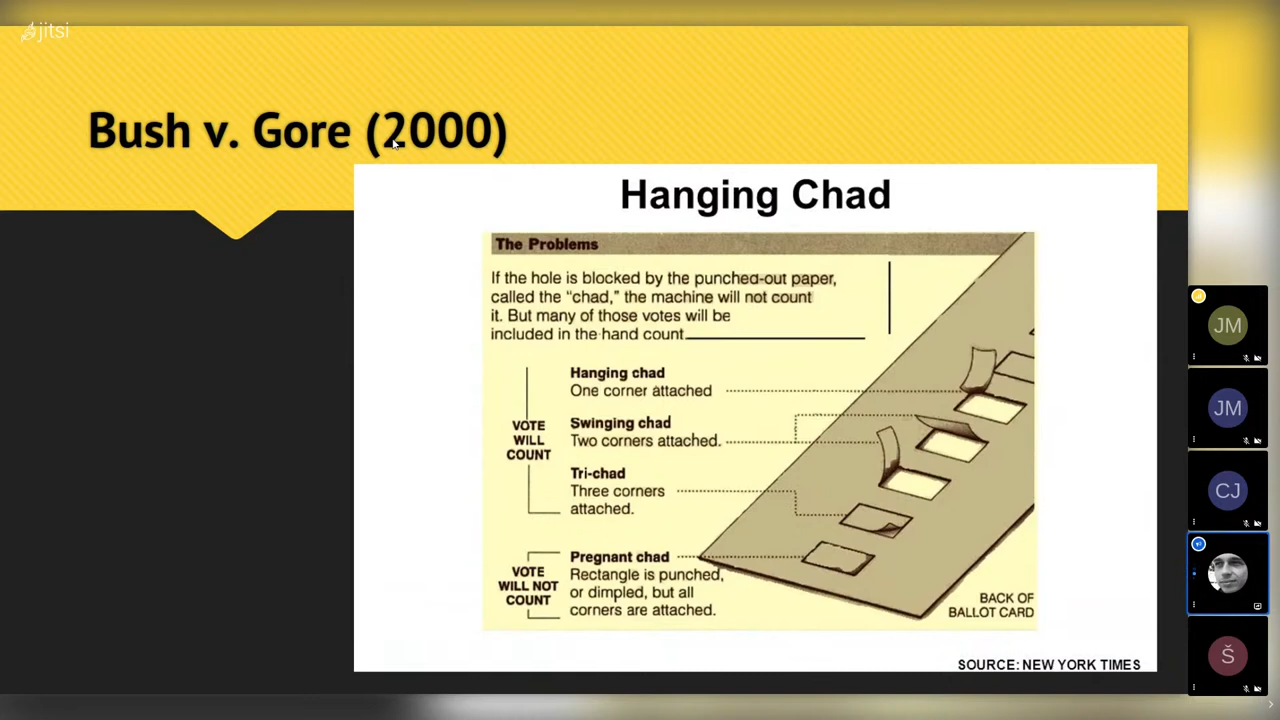 jitsi
Bush v. Gore (2000)
Hanging Chad
The Problems
If the hole is blocked by the punched-out paper,
called the “chad,” the machine will not count
it. But many of those votes will be
included in the hand count
VOTE
WILL
COUNT
Hanging chad
One corner attached
Swinging chad
Two corners attached.
Tri-chad
Three corners
attached.
VOTE
WILL NOT
COUNT
Pregnant chad
Rectangle is punched,
or dimpled, but all
corners are attached.
BACK OF
BALLOT CARD
SOURCE: NEW YORK TIMES
JM
JM
CJ
Š